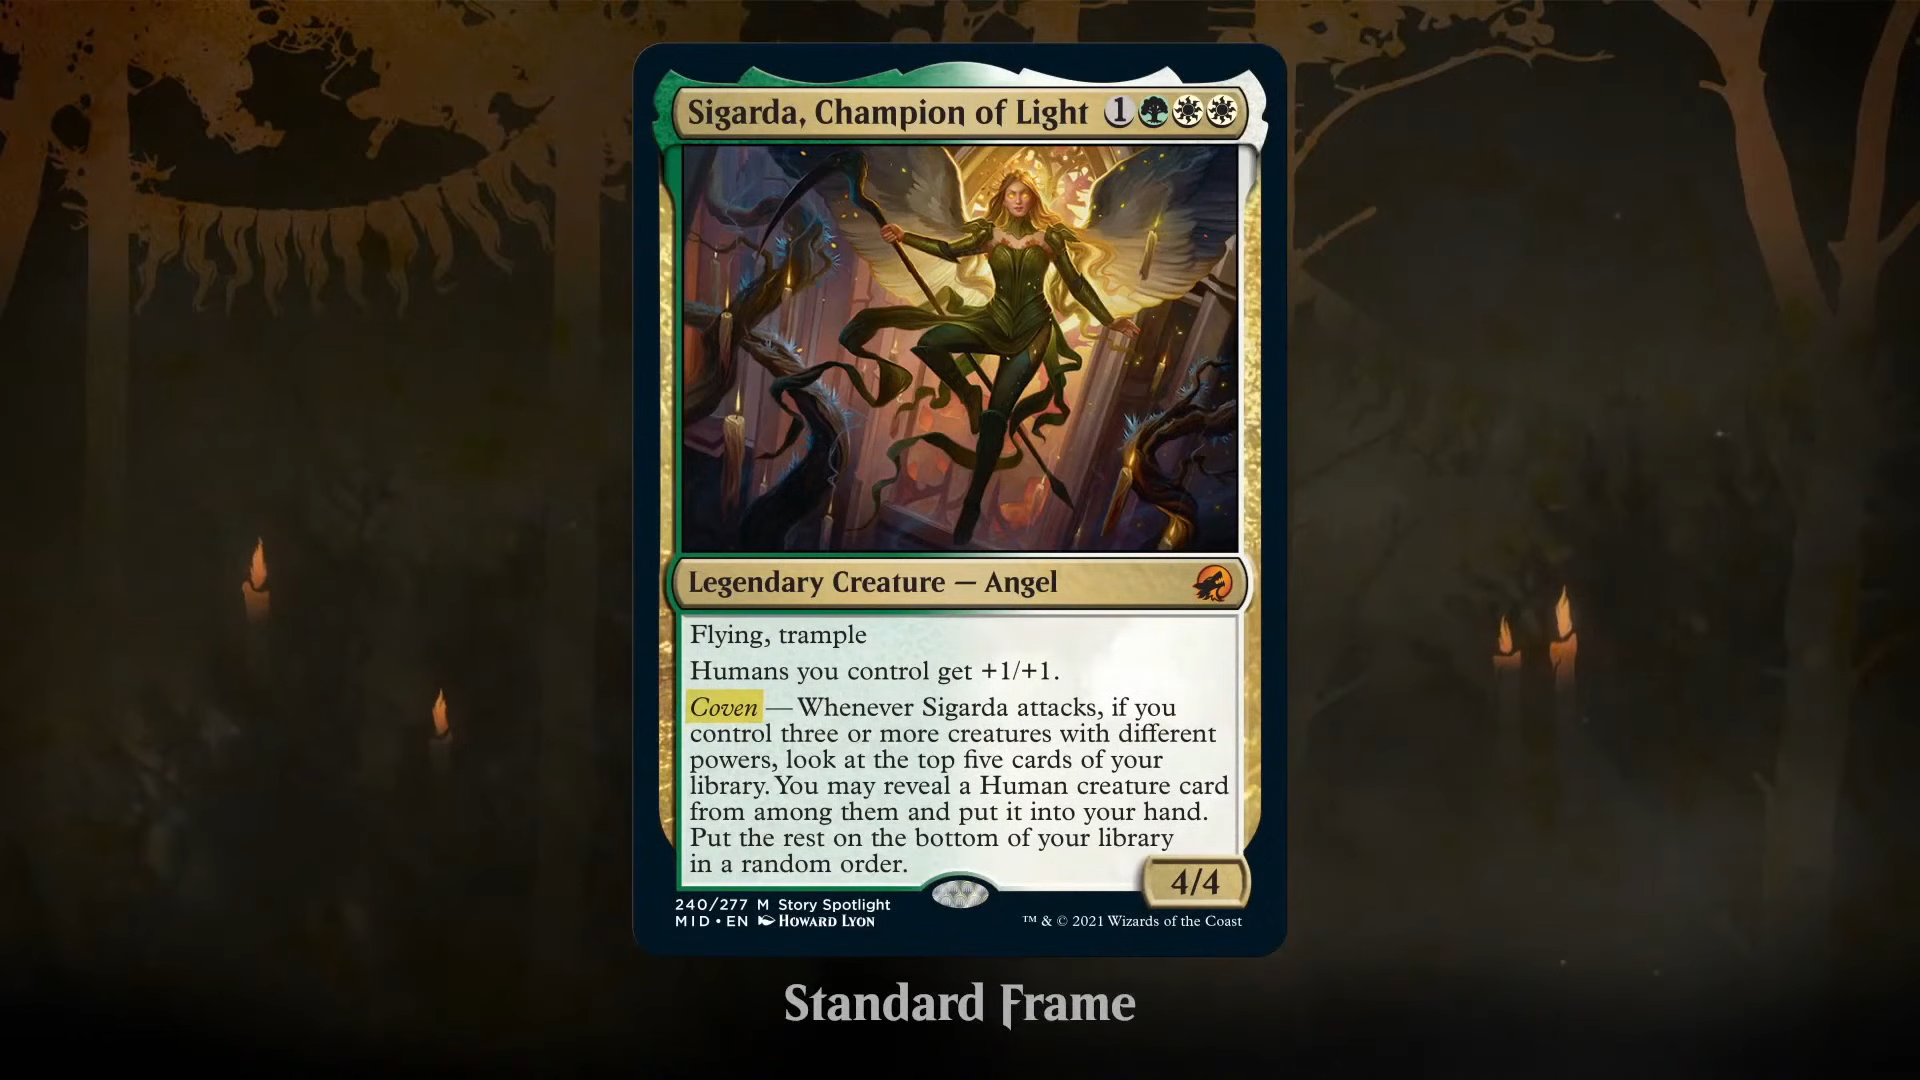 Sigarda, Champion of Light 1
Legendary Creature — Angel
Flying, trample
Humans you control get +1/+1.
Coven — Whenever Sigarda attacks, if you
control three or more creatures with different
powers, look at the top five cards of your
library. You may reveal a Human creature card
from among them and put it into your hand.
Put the rest on the bottom of your library
in a random order.
4/4
240/277 M Story Spotlight
MID • EN Howard Lyon
™ & © 2021 Wizards of the Coast
Standard Frame